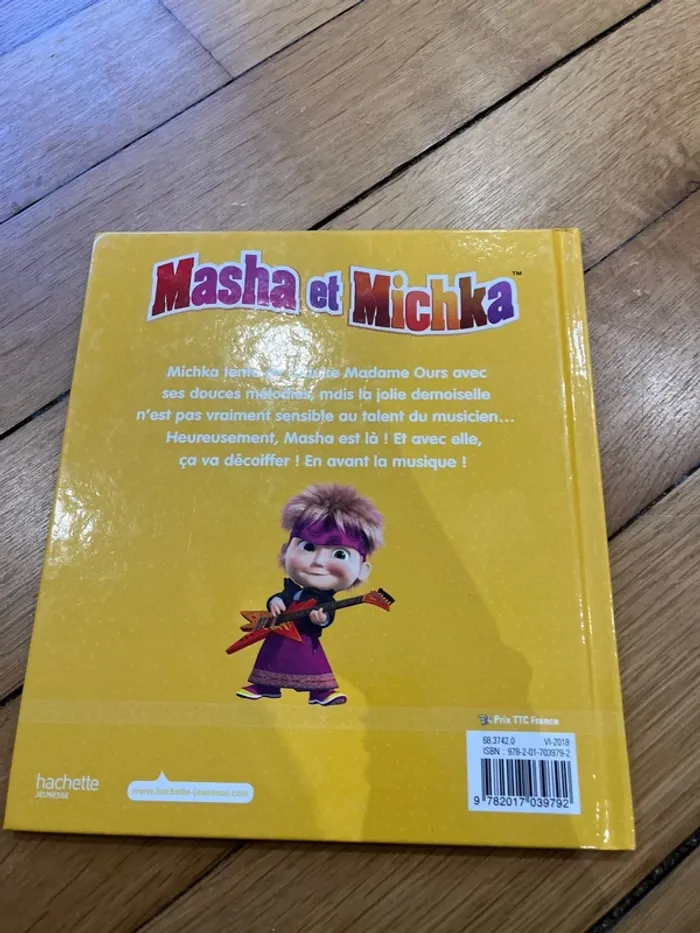 Masha et Michka™
Michka tente de séduire Madame Ours avec
ses douces mélodies, mais la jolie demoiselle
n'est pas vraiment sensible au talent du musicien...
Heureusement, Masha est là ! Et avec elle,
ça va décoiffer ! En avant la musique !
Prix TTC France
68.3742.0 VI-2018
ISBN : 978-2-01-703979-2
9 782017 039792
hachette
JEUNESSE
www.hachette-jeunesse.com